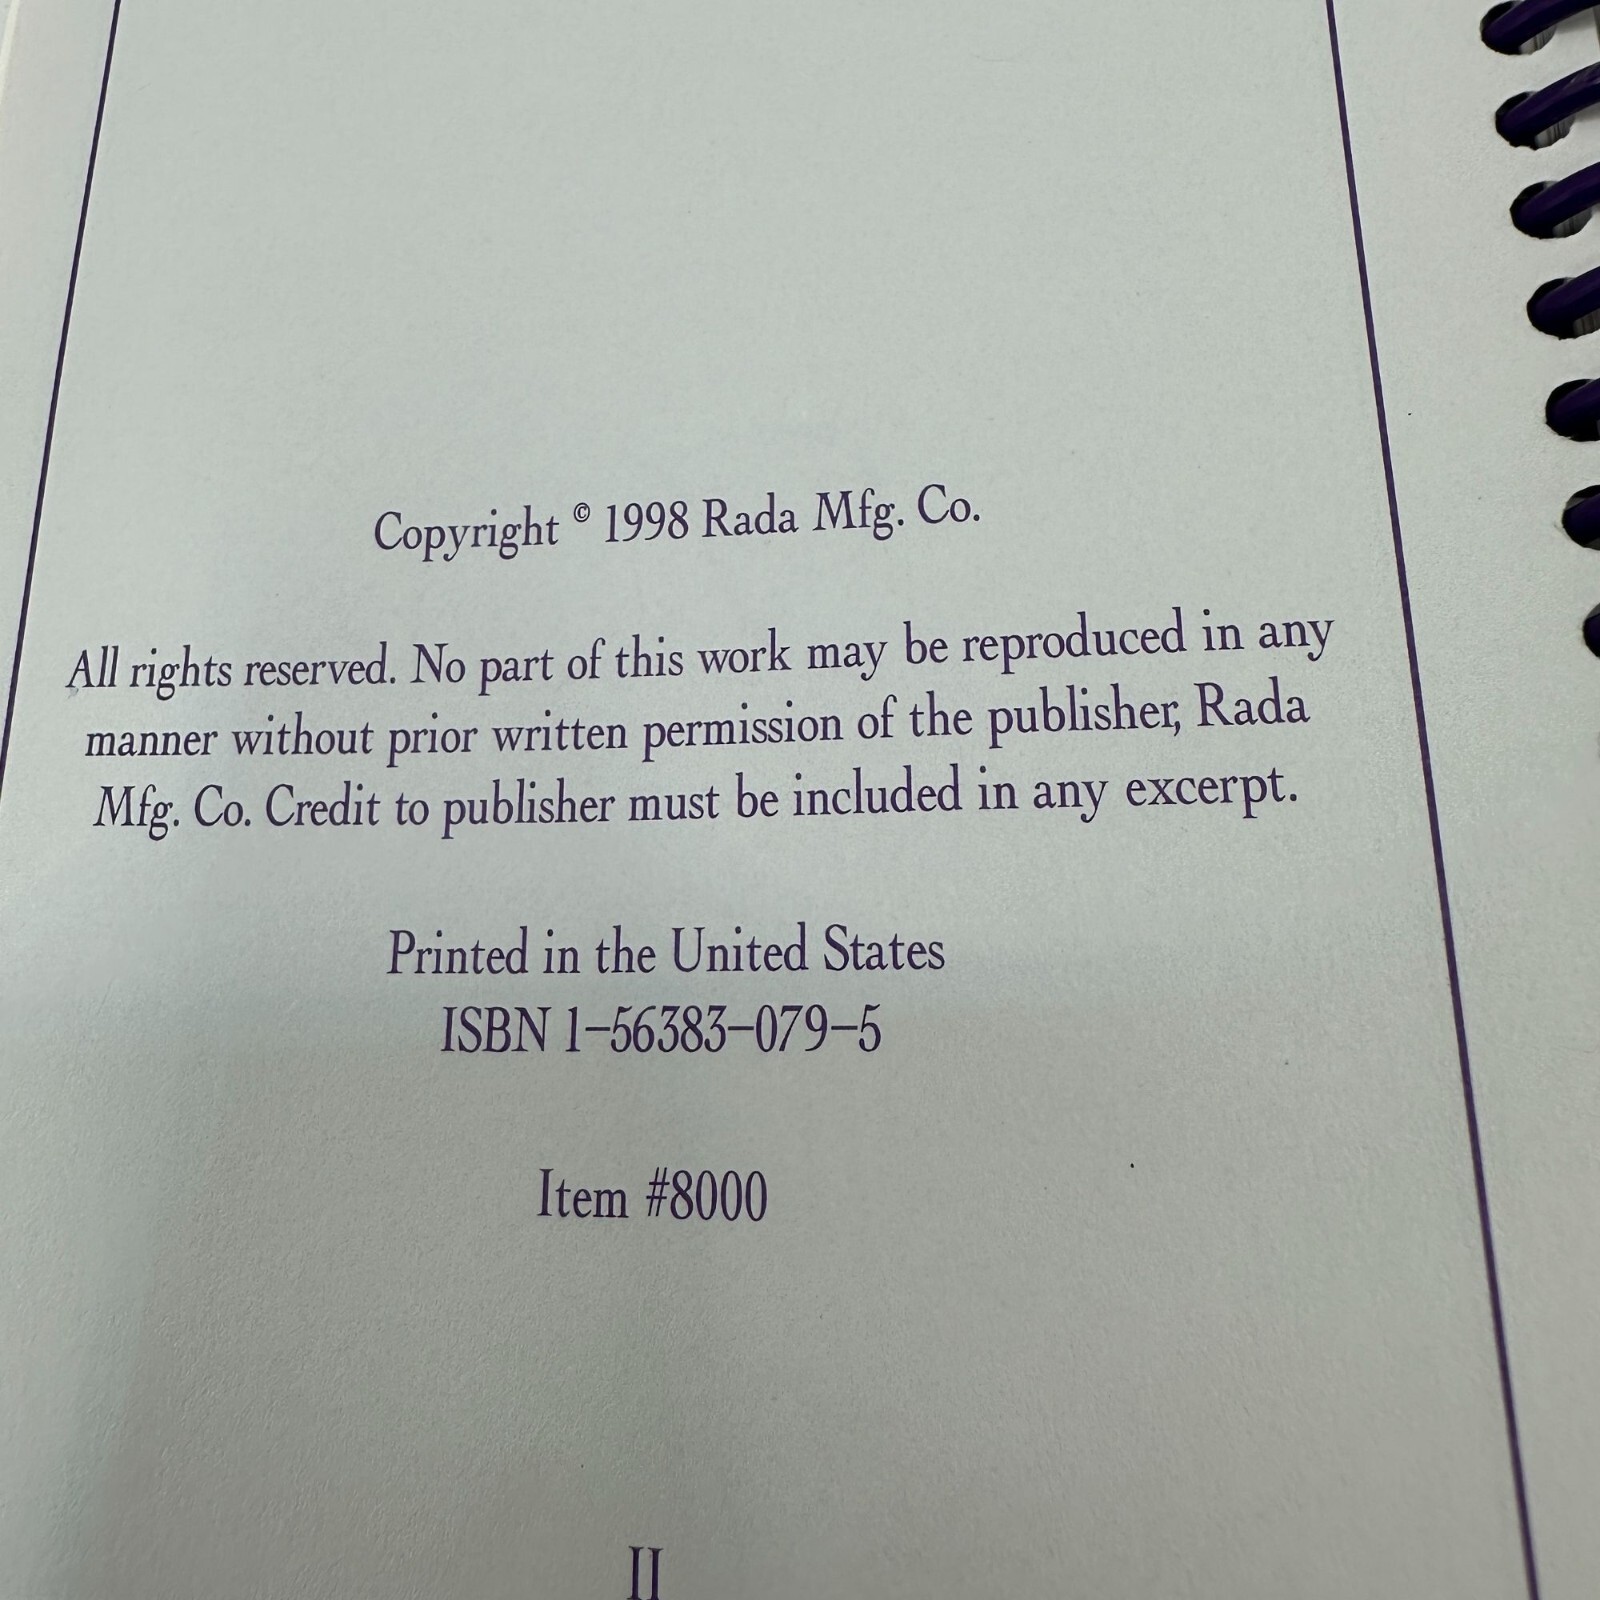 Copyright © 1998 Rada Mfg. Co.
All rights reserved. No part of this work may be reproduced in any
manner without prior written permission of the publisher, Rada
Mfg. Co. Credit to publisher must be included in any excerpt.
Printed in the United States
ISBN 1–56383–079–5
Item #8000
II